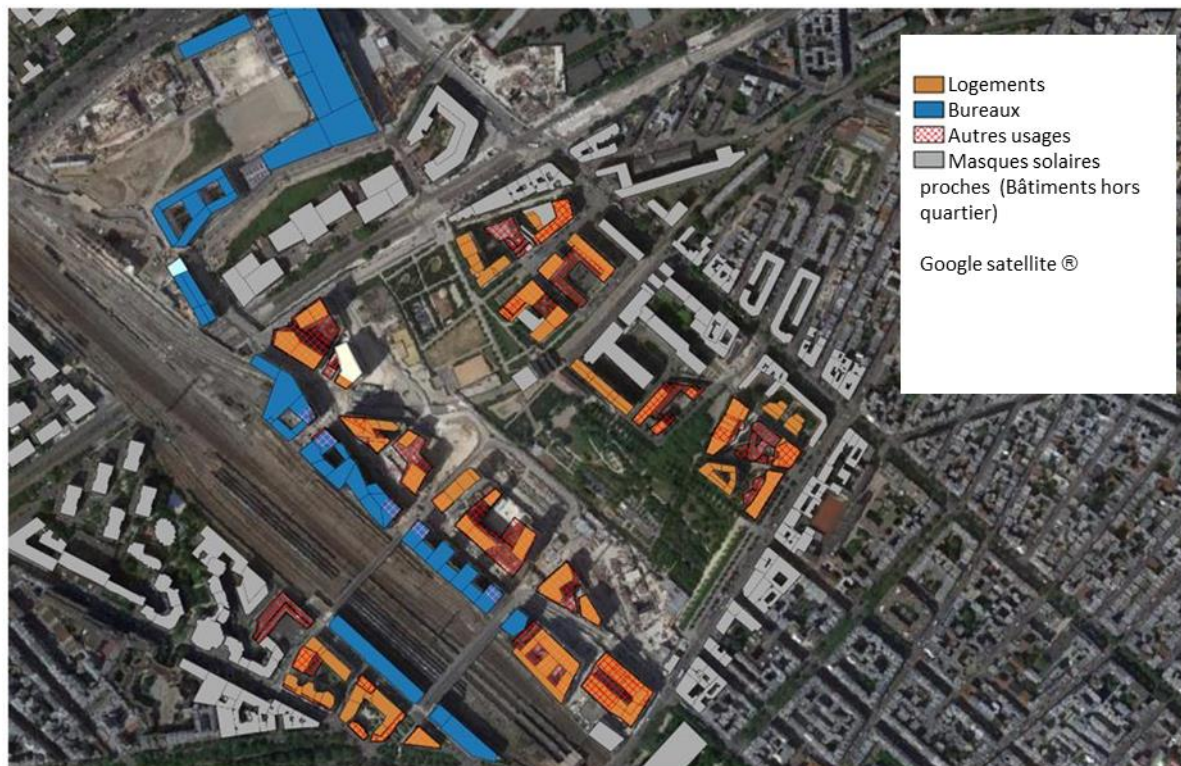 Logements
Bureaux
Autres usages
Masques solaires
proches (Bâtiments hors
quartier)
Google satellite ®